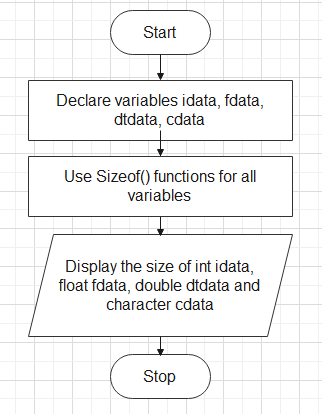 Start
Declare variables idata, fdata,
dtdata, cdata
Use Sizeof() functions for all
variables
Display the size of int idata,
float fdata, double dtdata and
character cdata
Stop